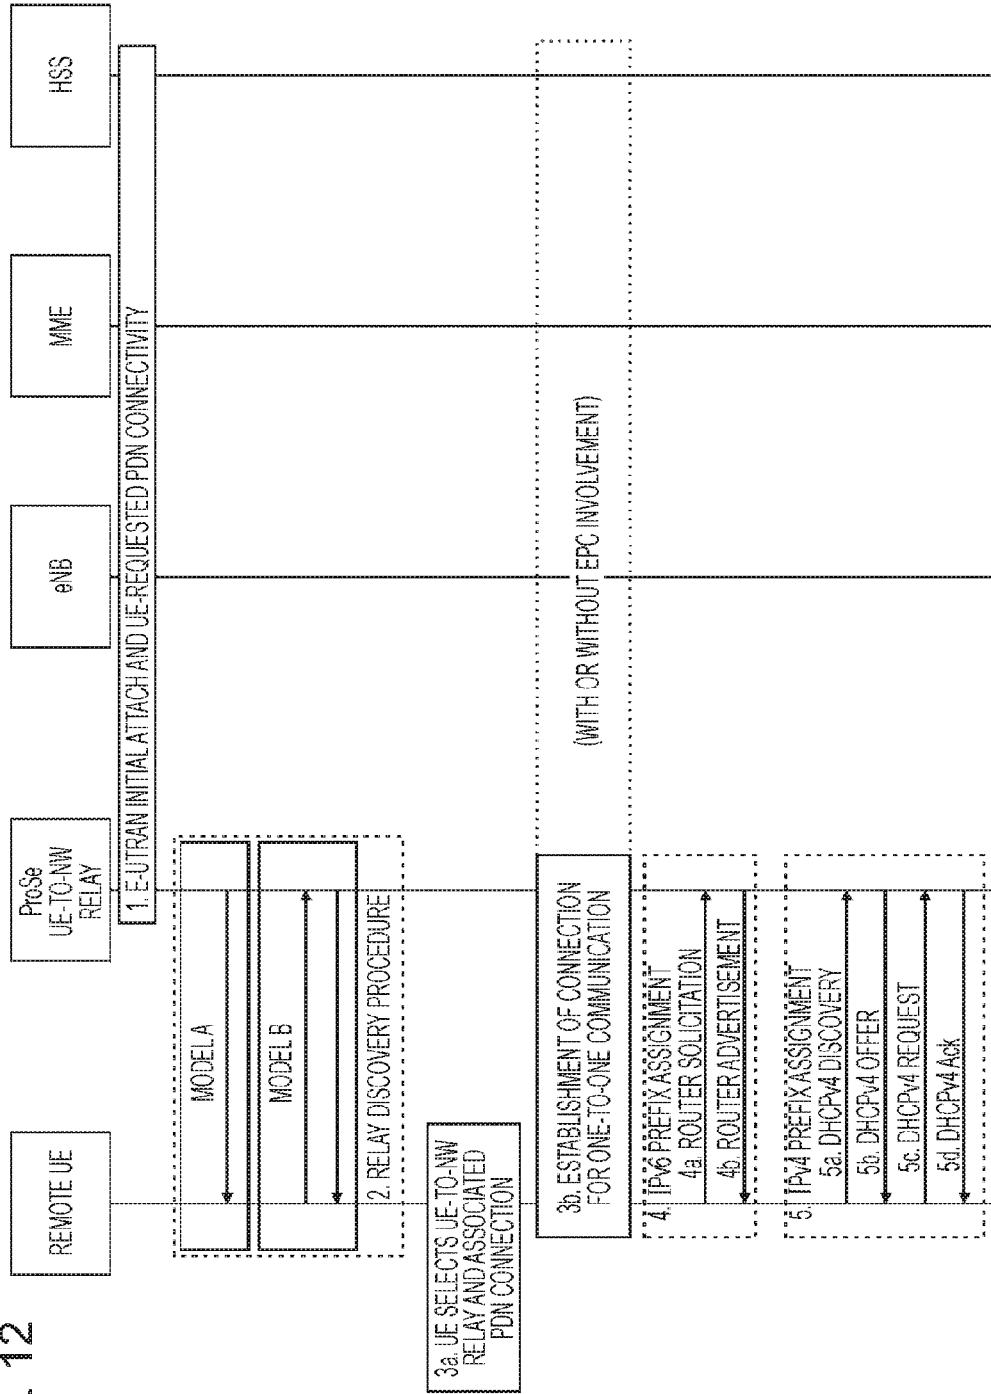 . 12
REMOTE UE
ProSe
UE-TO-NW
RELAY
eNB
MME
HSS
1. E-UTRAN INITIAL ATTACH AND UE-REQUESTED PDN CONNECTIVITY
MODEL A
MODEL B
2. RELAY DISCOVERY PROCEDURE
3a. UE SELECTS UE-TO-NW
RELAY AND ASSOCIATED
PDN CONNECTION
3b. ESTABLISHMENT OF CONNECTION
FOR ONE-TO-ONE COMMUNICATION
(WITH OR WITHOUT EPC INVOLVEMENT)
4. IPv6 PREFIX ASSIGNMENT
4a. ROUTER SOLICITATION
4b. ROUTER ADVERTISEMENT
5. IPv4 PREFIX ASSIGNMENT
5a. DHCPv4 DISCOVERY
5b. DHCPv4 OFFER
5c. DHCPv4 REQUEST
5d. DHCPv4 Ack